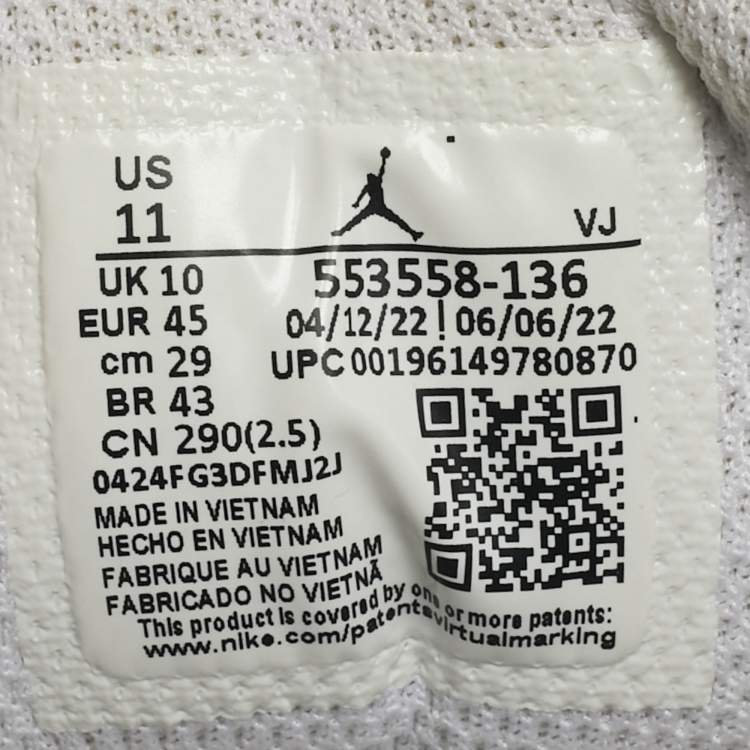 US
11
VJ
UK 10
553558-136
EUR 45
04/12/22 | 06/06/22
cm 29
UPC 00196149780870
BR 43
CN 290(2.5)
0424FG3DFMJ2J
MADE IN VIETNAM
HECHO EN VIETNAM
FABRIQUE AU VIETNAM
FABRICADO NO VIETNÃ
This product is covered by one or more patents:
www.nike.com/patentsvirtualmarking